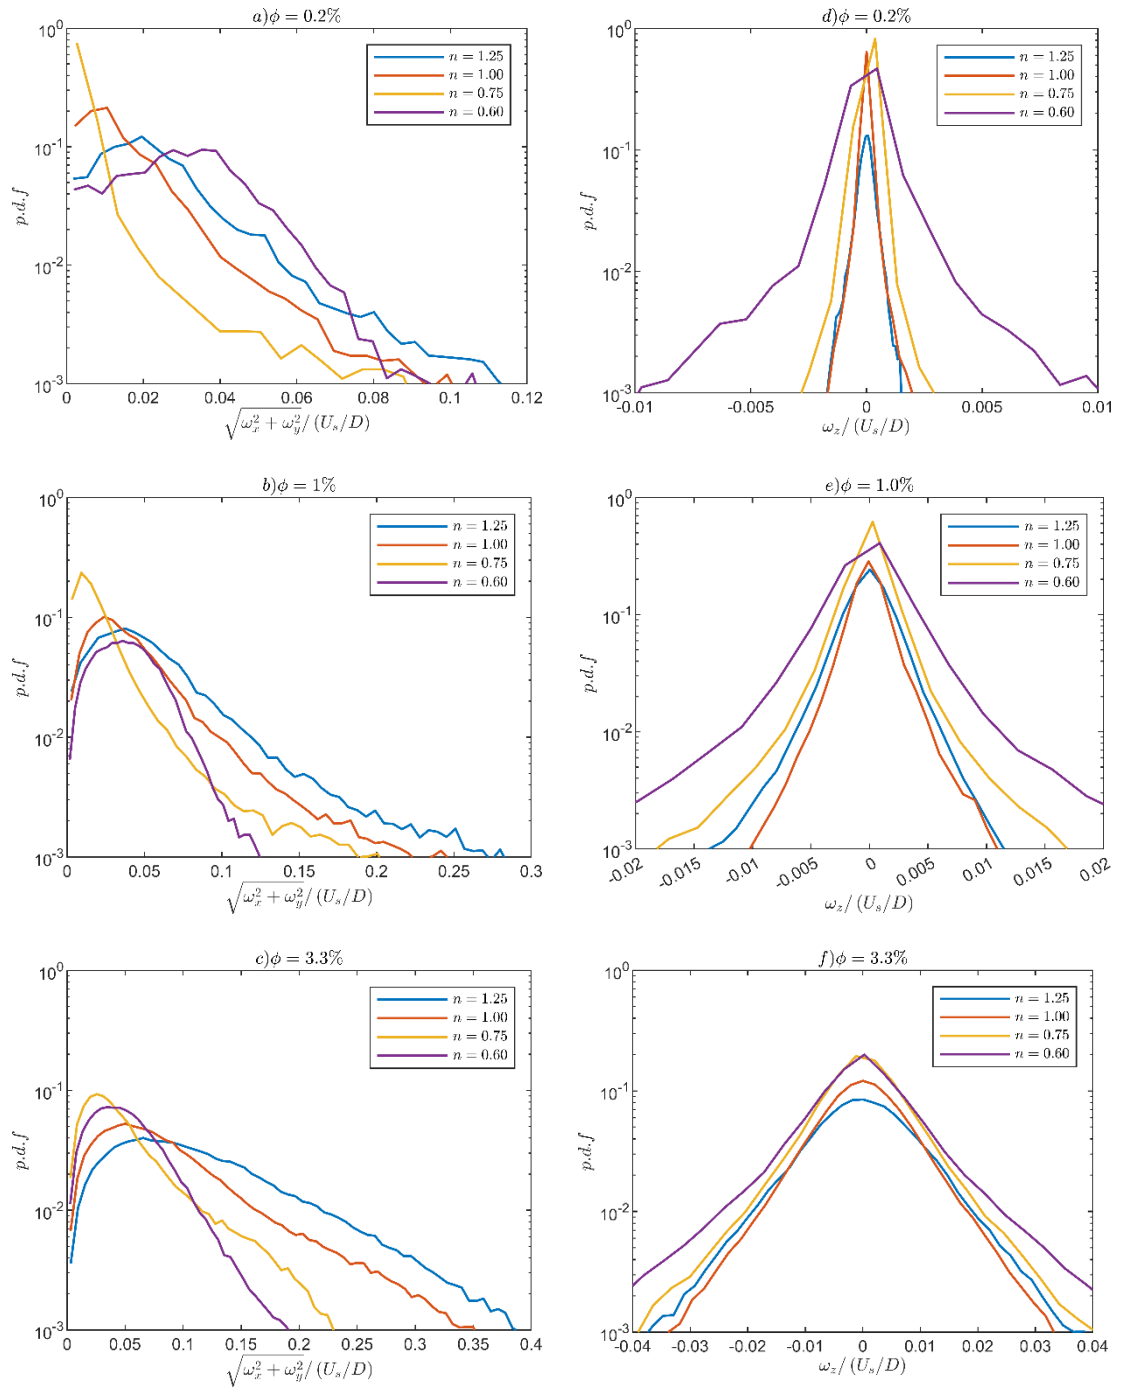 a)ϕ = 0.2%
10^0
10^-1
10^-2
10^-3
p.d.f
n = 1.25
n = 1.00
n = 0.75
n = 0.60
0 0.02 0.04 0.06 0.08 0.1 0.12
√(ω_x^2 + ω_y^2)/ (U_s/D)
d)ϕ = 0.2%
10^0
10^-1
10^-2
10^-3
p.d.f
n = 1.25
n = 1.00
n = 0.75
n = 0.60
-0.01 -0.005 0 0.005 0.01
ω_z/ (U_s/D)
b)ϕ = 1%
10^0
10^-1
10^-2
10^-3
p.d.f
n = 1.25
n = 1.00
n = 0.75
n = 0.60
0 0.05 0.1 0.15 0.2 0.25 0.3
√(ω_x^2 + ω_y^2)/ (U_s/D)
e)ϕ = 1.0%
10^0
10^-1
10^-2
10^-3
p.d.f
n = 1.25
n = 1.00
n = 0.75
n = 0.60
-0.02 -0.015 -0.01 -0.005 0 0.005 0.01 0.015 0.02
ω_z/ (U_s/D)
c)ϕ = 3.3%
10^0
10^-1
10^-2
10^-3
p.d.f
n = 1.25
n = 1.00
n = 0.75
n = 0.60
0 0.05 0.1 0.15 0.2 0.25 0.3 0.35 0.4
√(ω_x^2 + ω_y^2)/ (U_s/D)
f)ϕ = 3.3%
10^0
10^-1
10^-2
10^-3
p.d.f
n = 1.25
n = 1.00
n = 0.75
n = 0.60
-0.04 -0.03 -0.02 -0.01 0 0.01 0.02 0.03 0.04
ω_z/ (U_s/D)